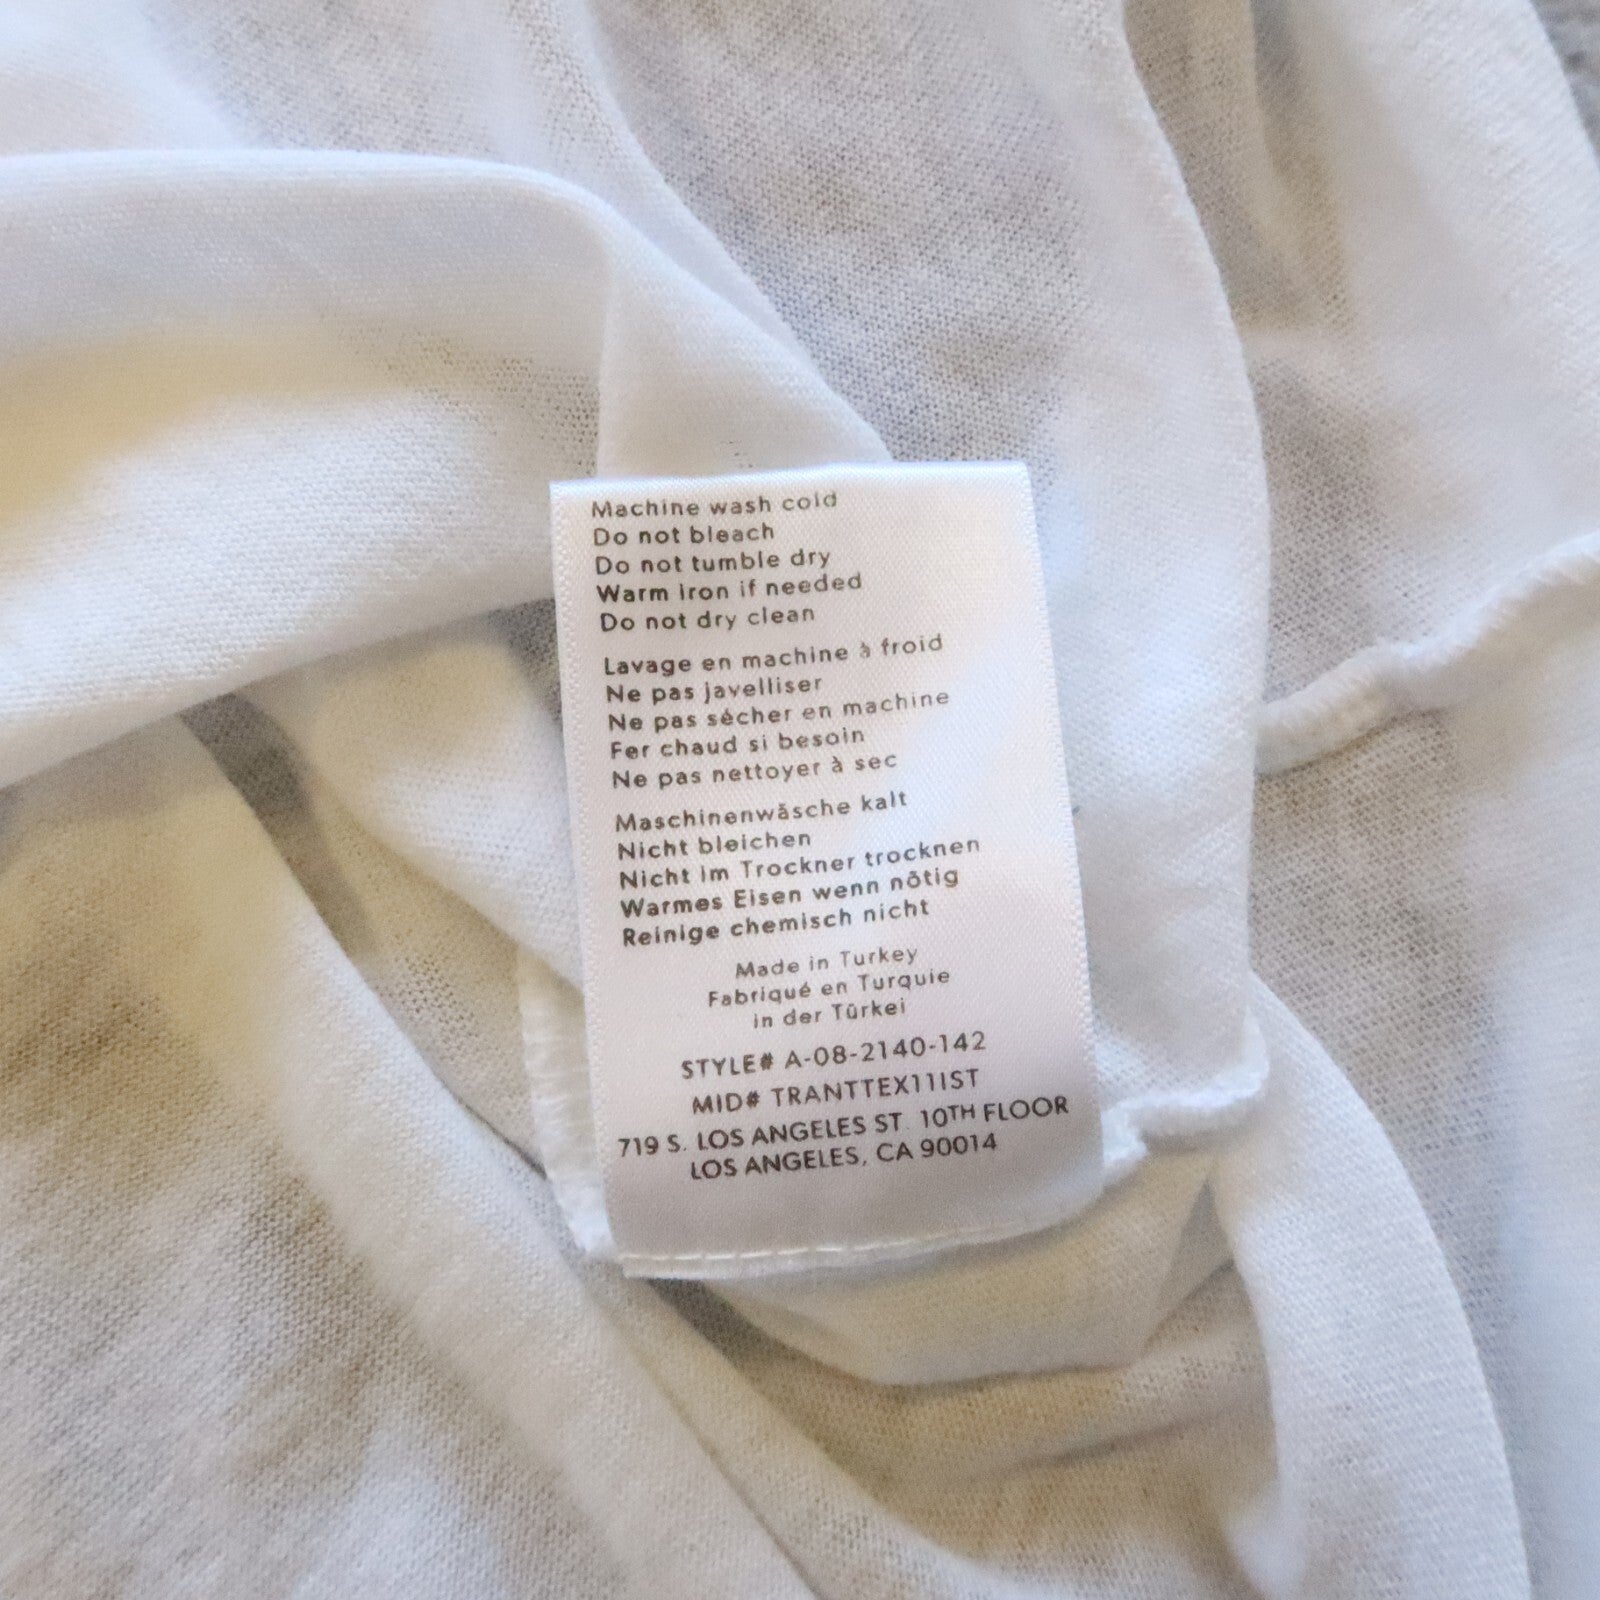 Machine wash cold
Do not bleach
Do not tumble dry
Warm iron if needed
Do not dry clean
Lavage en machine à froid
Ne pas javelliser
Ne pas sécher en machine
Fer chaud si besoin
Ne pas nettoyer à sec
Maschinenwäsche kalt
Nicht bleichen
Nicht im Trockner trocknen
Warmes Eisen wenn nötig
Reinige chemisch nicht
Made in Turkey
Fabriqué en Turquie
in der Türkei
STYLE# A-08-2140-142
MID# TRANTTEX111IST
719 S. LOS ANGELES ST. 10TH FLOOR
LOS ANGELES, CA 90014